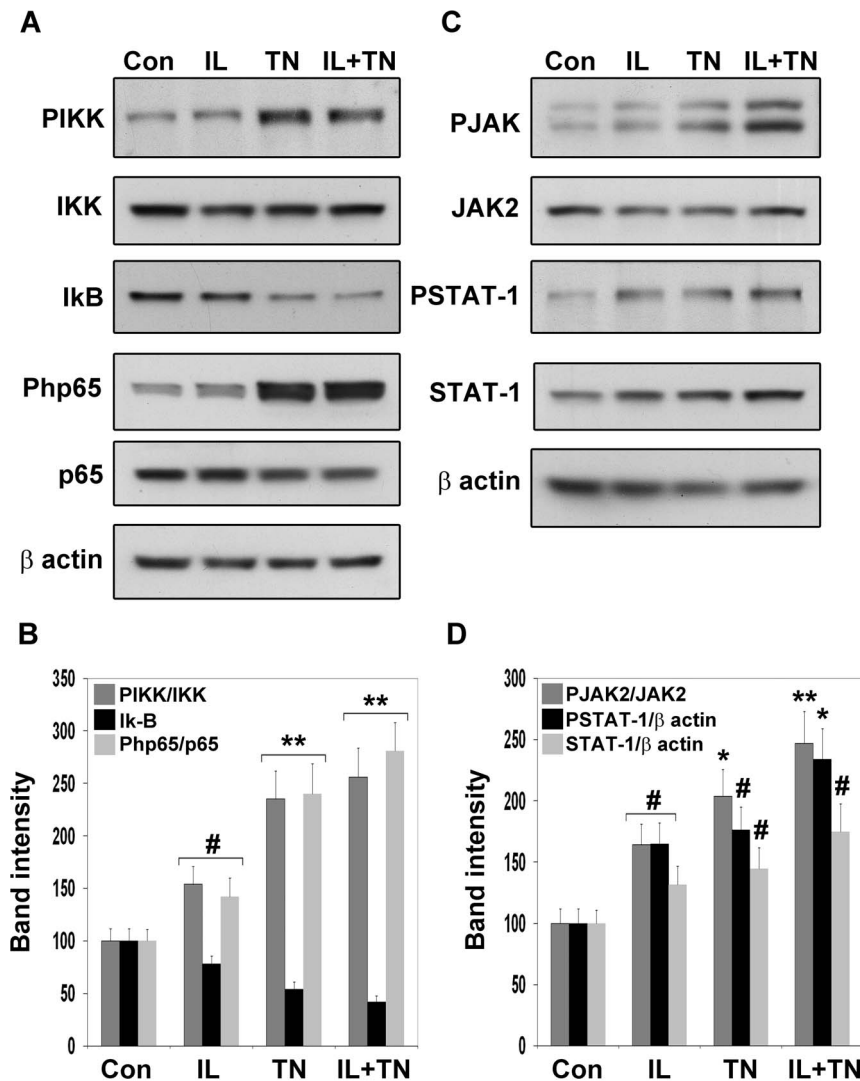 A
Con IL TN IL+TN
PIKK
IKK
IkB
Php65
p65
β actin
C
Con IL TN IL+TN
PJAK
JAK2
PSTAT-1
STAT-1
β actin
B
Band intensity
350
300
250
200
150
100
50
0
PIKK/IKK
Ik-B
Php65/p65
#
**
**
Con IL TN IL+TN
D
Band intensity
300
250
200
150
100
50
0
PJAK2/JAK2
PSTAT-1/β actin
STAT-1/β actin
#
*
#
#
**
*
#
Con IL TN IL+TN